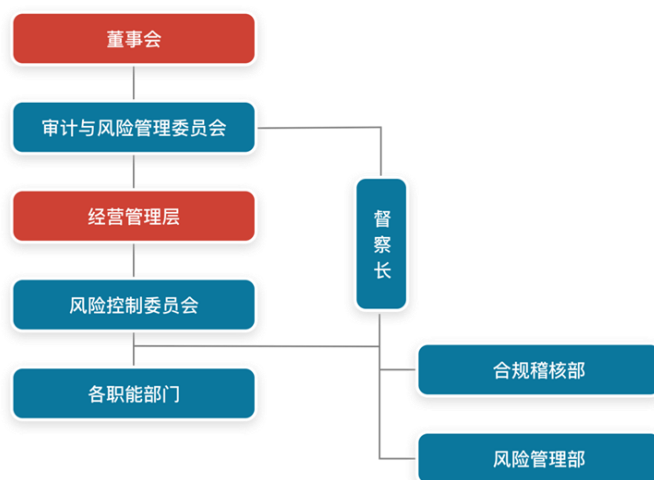 董事会
审计与风险管理委员会
经营管理层
督察长
风险控制委员会
合规稽核部
各职能部门
风险管理部